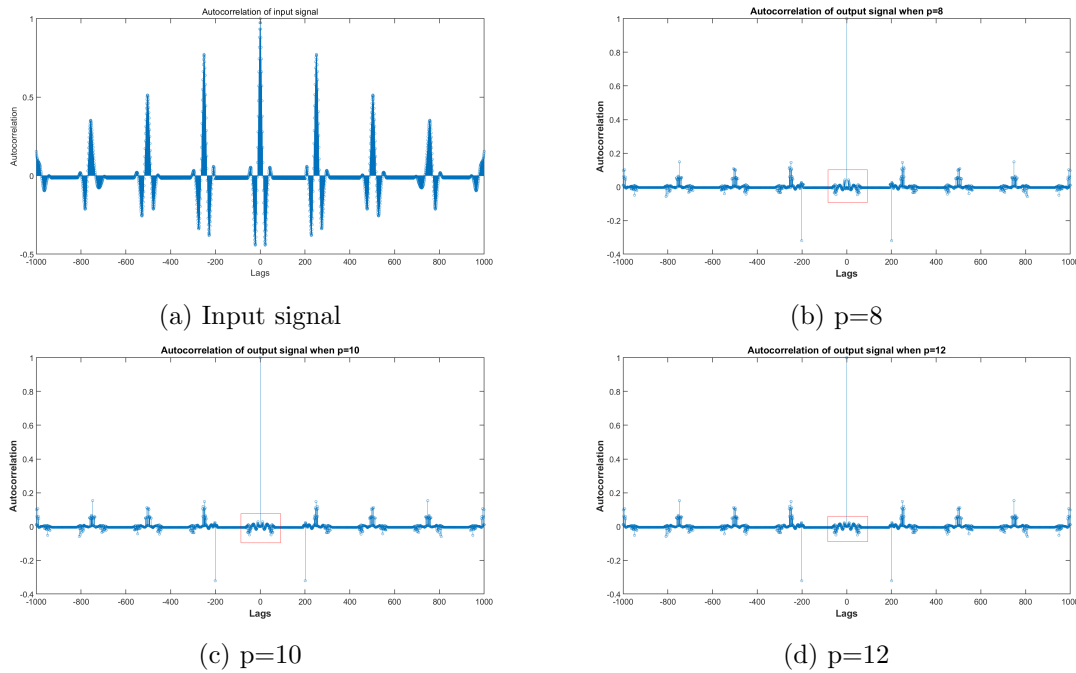 Autocorrelation of input signal
1
0.5
0
-0.5
Autocorrelation
-1000 -800 -600 -400 -200 0 200 400 600 800 1000
Lags
(a) Input signal
Autocorrelation of output signal when p=8
1
0.8
0.6
0.4
0.2
0
-0.2
-0.4
Autocorrelation
-1000 -800 -600 -400 -200 0 200 400 600 800 1000
Lags
(b) p=8
Autocorrelation of output signal when p=10
1
0.8
0.6
0.4
0.2
0
-0.2
-0.4
Autocorrelation
-1000 -800 -600 -400 -200 0 200 400 600 800 1000
Lags
(c) p=10
Autocorrelation of output signal when p=12
1
0.8
0.6
0.4
0.2
0
-0.2
-0.4
Autocorrelation
-1000 -800 -600 -400 -200 0 200 400 600 800 1000
Lags
(d) p=12